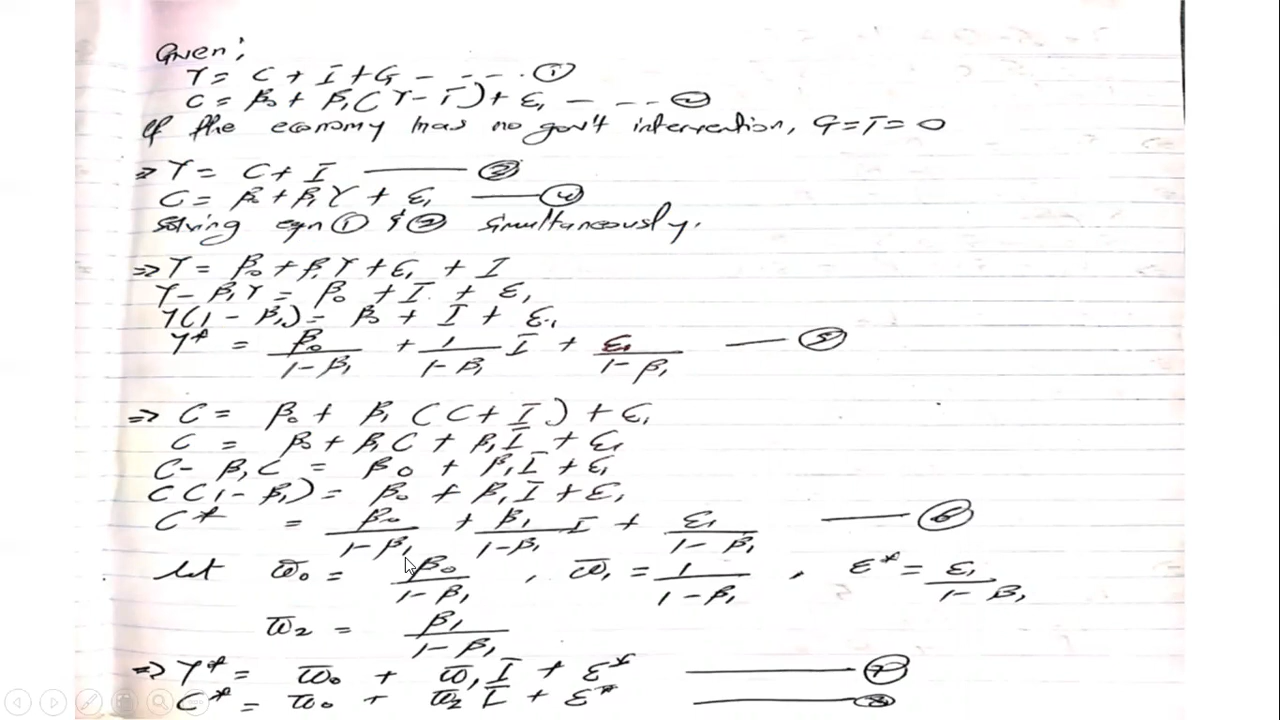 Given;
Y = C + I + G - - - - . ①
C = β₀ + β₁(Y - T) + ε₁ - - - - ②
If the economy has no gov't intervention, G = T = 0
⇒ Y = C + I ——— ③
C = β₀ + β₁Y + ε₁ ——— ④
solving eqn ① & ② simultaneously.
⇒ Y = β₀ + β₁Y + ε₁ + I
Y - β₁Y = β₀ + I + ε₁
Y(1 - β₁) = β₀ + I + ε₁
Y* = β₀/(1 - β₁) + 1/(1 - β₁) I + ε₁/(1 - β₁) — ⑤
⇒ C = β₀ + β₁(C + I) + ε₁
C = β₀ + β₁C + β₁I + ε₁
C - β₁C = β₀ + β₁I + ε₁
C(1 - β₁) = β₀ + β₁I + ε₁
C* = β₀/(1 - β₁) + β₁/(1 - β₁) I + ε₁/(1 - β₁) — ⑥
let ϖ₀ = β₀/(1 - β₁) , ϖ₁ = 1/(1 - β₁) , ε* = ε₁/(1 - β₁)
ϖ₂ = β₁/(1 - β₁)
⇒ Y* = ϖ₀ + ϖ₁I + ε* ——— ⑦
C* = ϖ₀ + ϖ₂I + ε* ——— ⑧